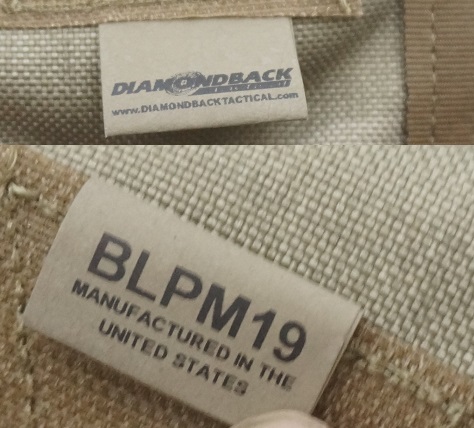 DIAMONDBACK
www.DIAMONDBACKTACTICAL.com
BLPM19
MANUFACTURED IN THE
UNITED STATES